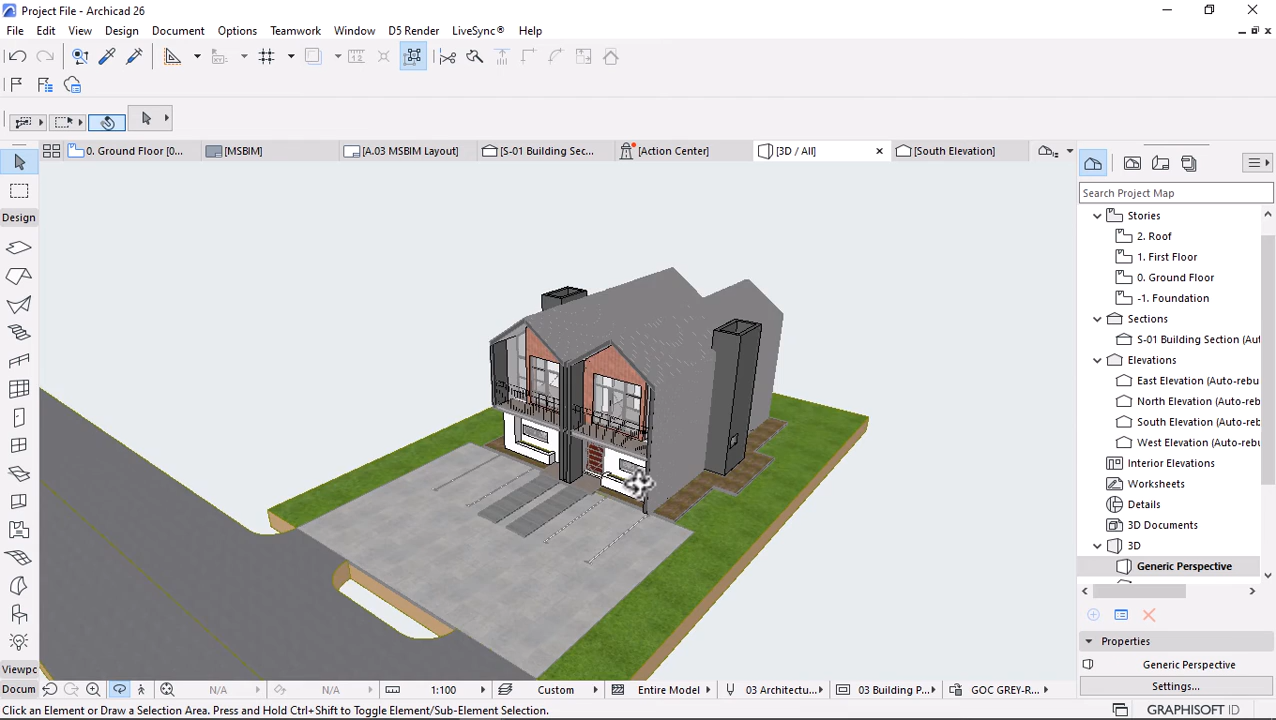 Project File - Archicad 26
File Edit View Design Document Options Teamwork Window D5 Render LiveSync® Help
0. Ground Floor [0... [MSBIM] [A.03 MSBIM Layout] [S-01 Building Sec... [Action Center] [3D / All] [South Elevation]
Design
Search Project Map
Stories
2. Roof
1. First Floor
0. Ground Floor
-1. Foundation
Sections
S-01 Building Section (Aut
Elevations
East Elevation (Auto-rebu
North Elevation (Auto-reb
South Elevation (Auto-reb
West Elevation (Auto-rebu
Interior Elevations
Worksheets
Details
3D Documents
3D
Generic Perspective
Properties
Generic Perspective
Settings...
Viewpc
Docum
N/A N/A 1:100 Custom Entire Model 03 Architectu... 03 Building P... GOC GREY-R...
Click an Element or Draw a Selection Area. Press and Hold Ctrl+Shift to Toggle Element/Sub-Element Selection.
GRAPHISOFT ID